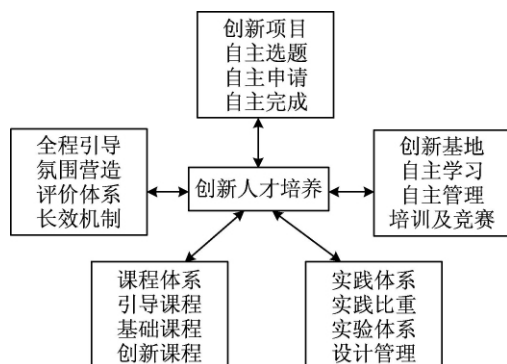 创新项目
自主选题
自主申请
自主完成
全程引导
氛围营造
评价体系
长效机制
创新人才培养
创新基地
自主学习
自主管理
培训及竞赛
课程体系
引导课程
基础课程
创新课程
实践体系
实践比重
实验体系
设计管理